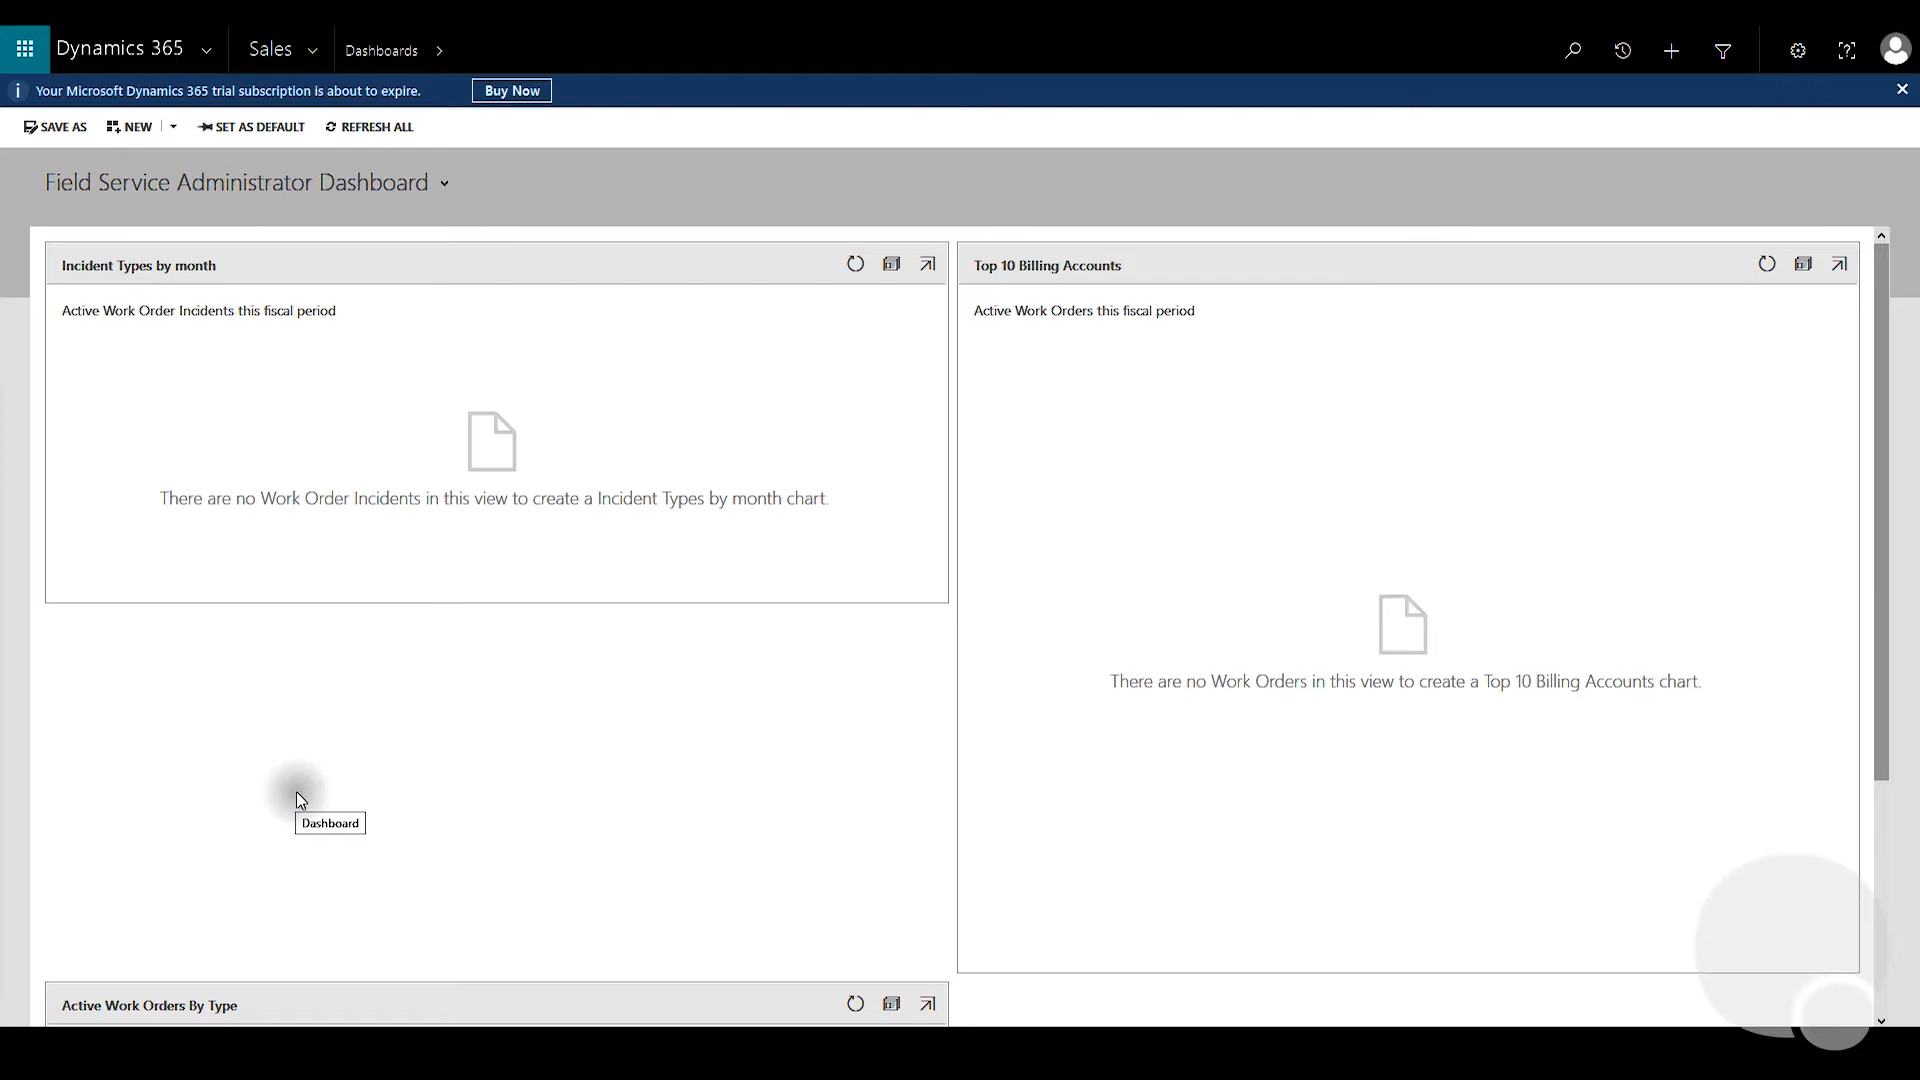 Dynamics 365 Sales Dashboards
Your Microsoft Dynamics 365 trial subscription is about to expire. Buy Now
SAVE AS NEW SET AS DEFAULT REFRESH ALL
Field Service Administrator Dashboard
Incident Types by month
Active Work Order Incidents this fiscal period
There are no Work Order Incidents in this view to create a Incident Types by month chart.
Top 10 Billing Accounts
Active Work Orders this fiscal period
There are no Work Orders in this view to create a Top 10 Billing Accounts chart.
Dashboard
Active Work Orders By Type